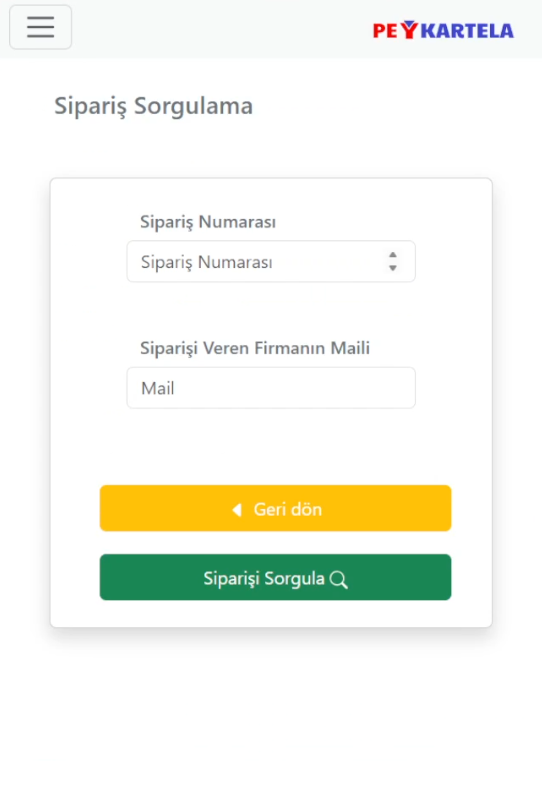 PEYKARTELA
Sipariş Sorgulama
Sipariş Numarası
Sipariş Numarası
Siparişi Veren Firmanın Maili
Mail
Geri dön
Siparişi Sorgula